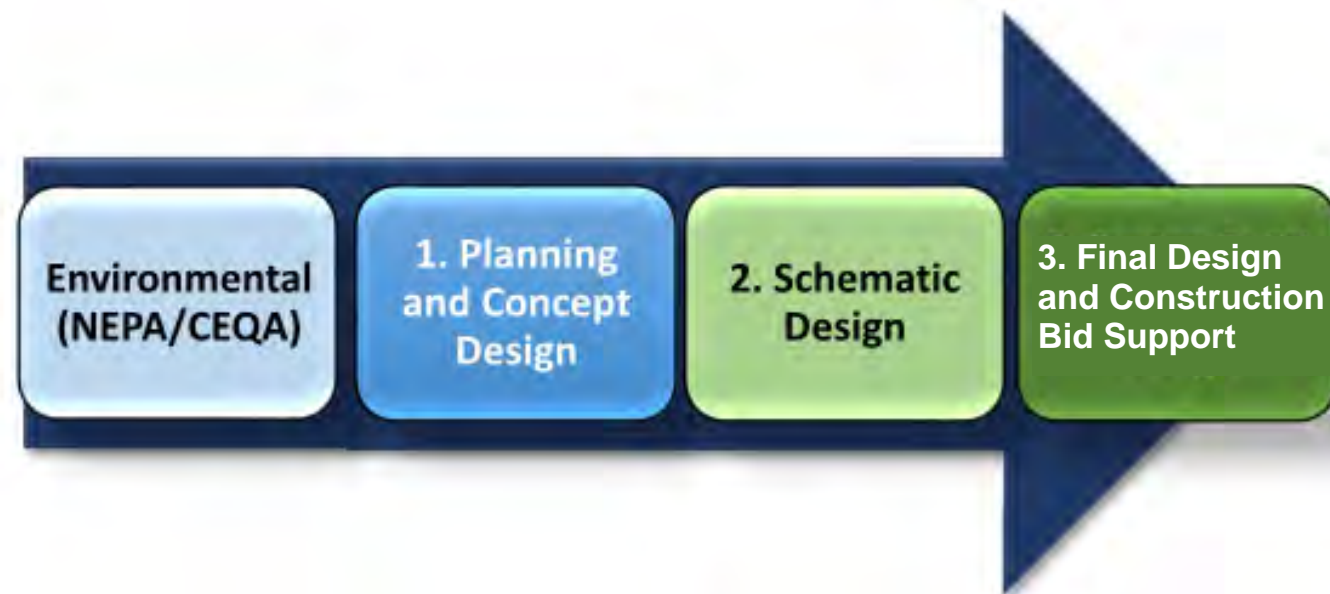 Environmental
(NEPA/CEQA)
1. Planning
and Concept
Design
2. Schematic
Design
3. Final Design
and Construction
Bid Support